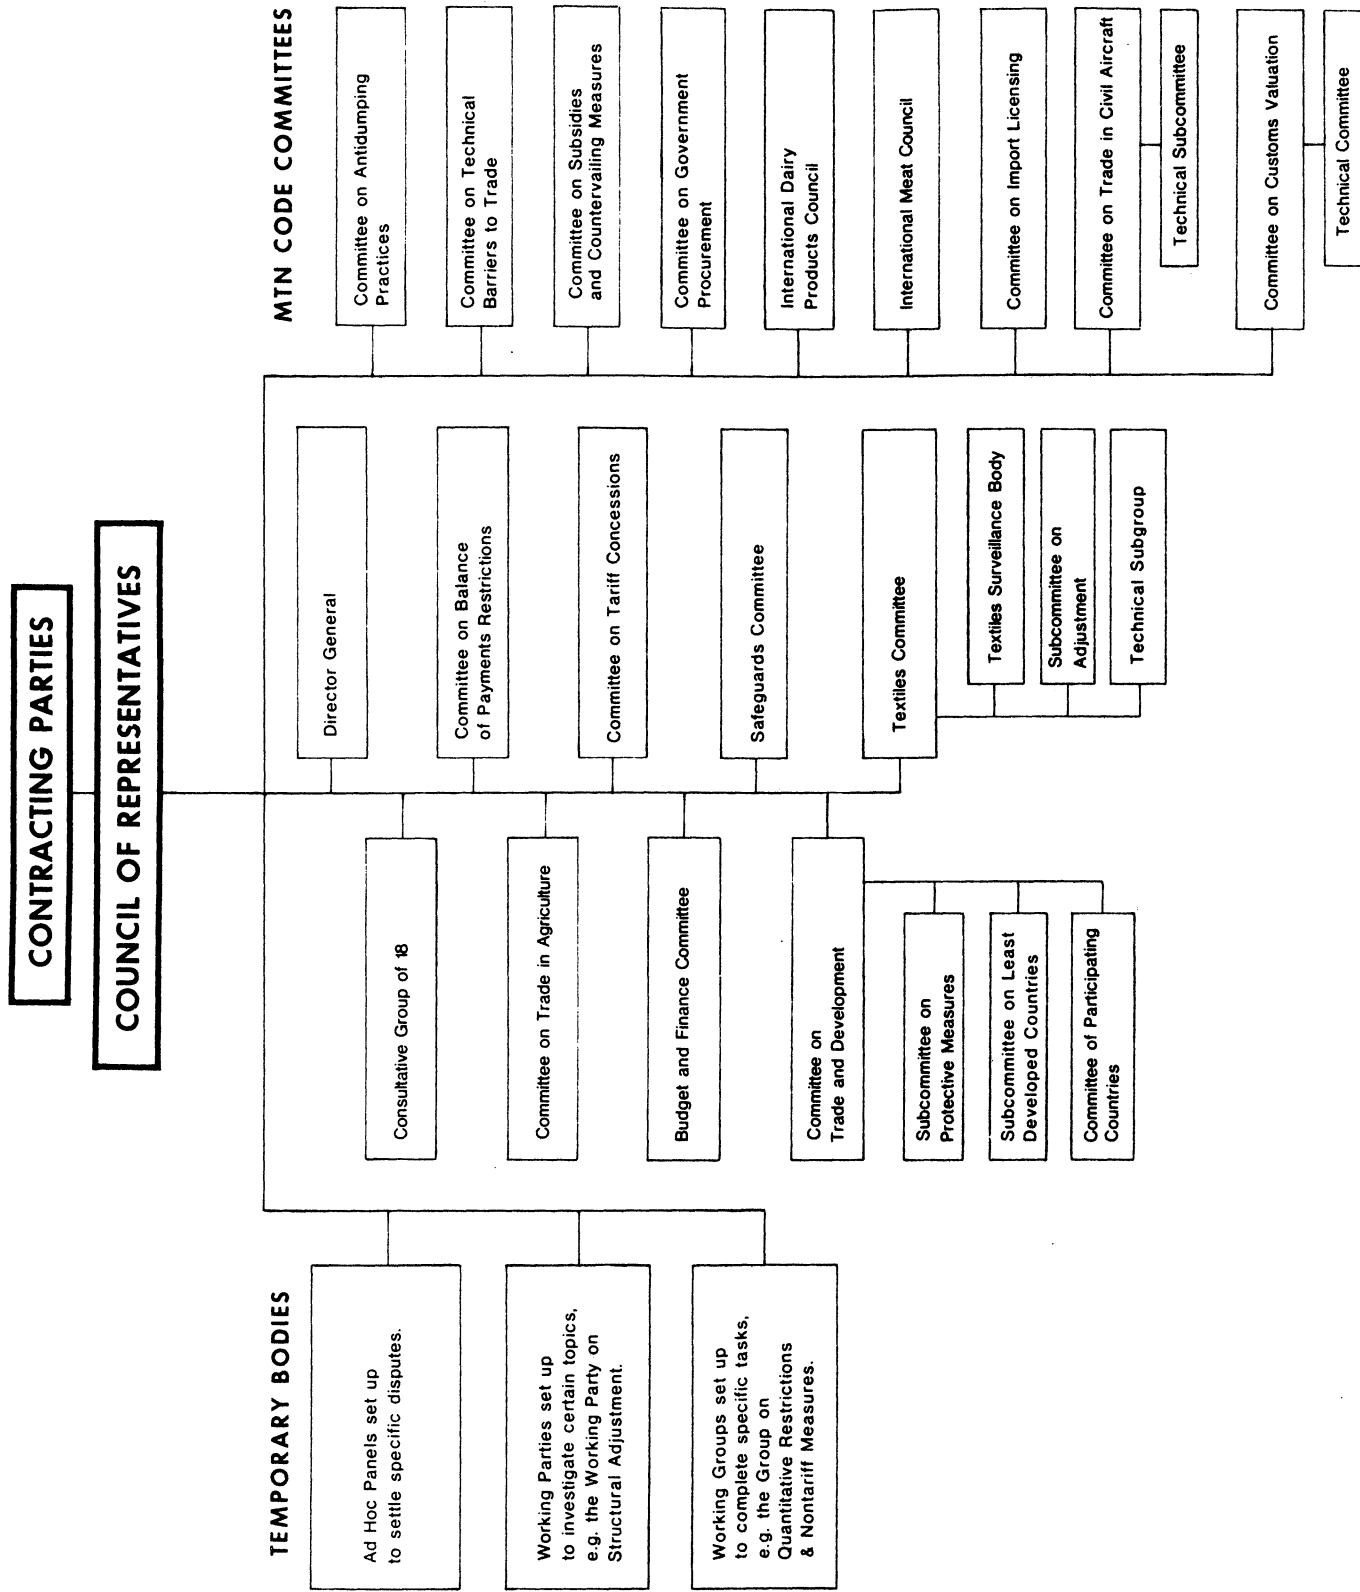 CONTRACTING PARTIES
COUNCIL OF REPRESENTATIVES
TEMPORARY BODIES
Ad Hoc Panels set up
to settle specific disputes.
Working Parties set up
to investigate certain topics,
e.g. the Working Party on
Structural Adjustment.
Working Groups set up
to complete specific tasks,
e.g. the Group on
Quantitative Restrictions
& Nontariff Measures.
Consultative Group of 18
Committee on Trade in Agriculture
Budget and Finance Committee
Committee on
Trade and Development
Subcommittee on
Protective Measures
Subcommittee on Least
Developed Countries
Committee of Participating
Countries
Director General
Committee on Balance
of Payments Restrictions
Committee on Tariff Concessions
Safeguards Committee
Textiles Committee
Textiles Surveillance Body
Subcommittee on
Adjustment
Technical Subgroup
MTN CODE COMMITTEES
Committee on Antidumping
Practices
Committee on Technical
Barriers to Trade
Committee on Subsidies
and Countervailing Measures
Committee on Government
Procurement
International Dairy
Products Council
International Meat Council
Committee on Import Licensing
Committee on Trade in Civil Aircraft
Technical Subcommittee
Committee on Customs Valuation
Technical Committee